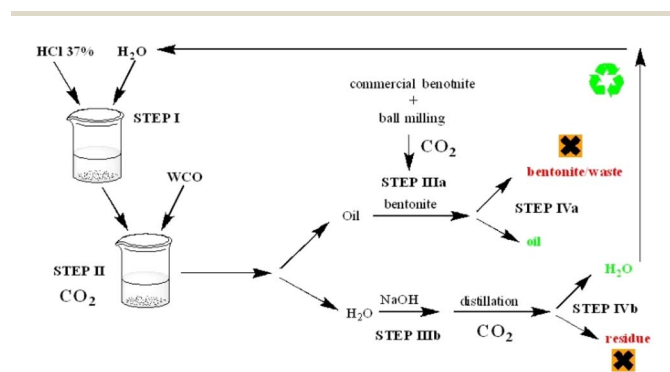 HCl 37% H₂O
commercial benotnite
+
ball milling
STEP I
CO₂
bentonite/waste
WCO
STEP IIIa
bentonite
STEP IVa
Oil
oil
STEP II
CO₂
H₂O
NaOH
distillation
H₂O
STEP IVb
STEP IIIb
CO₂
residue